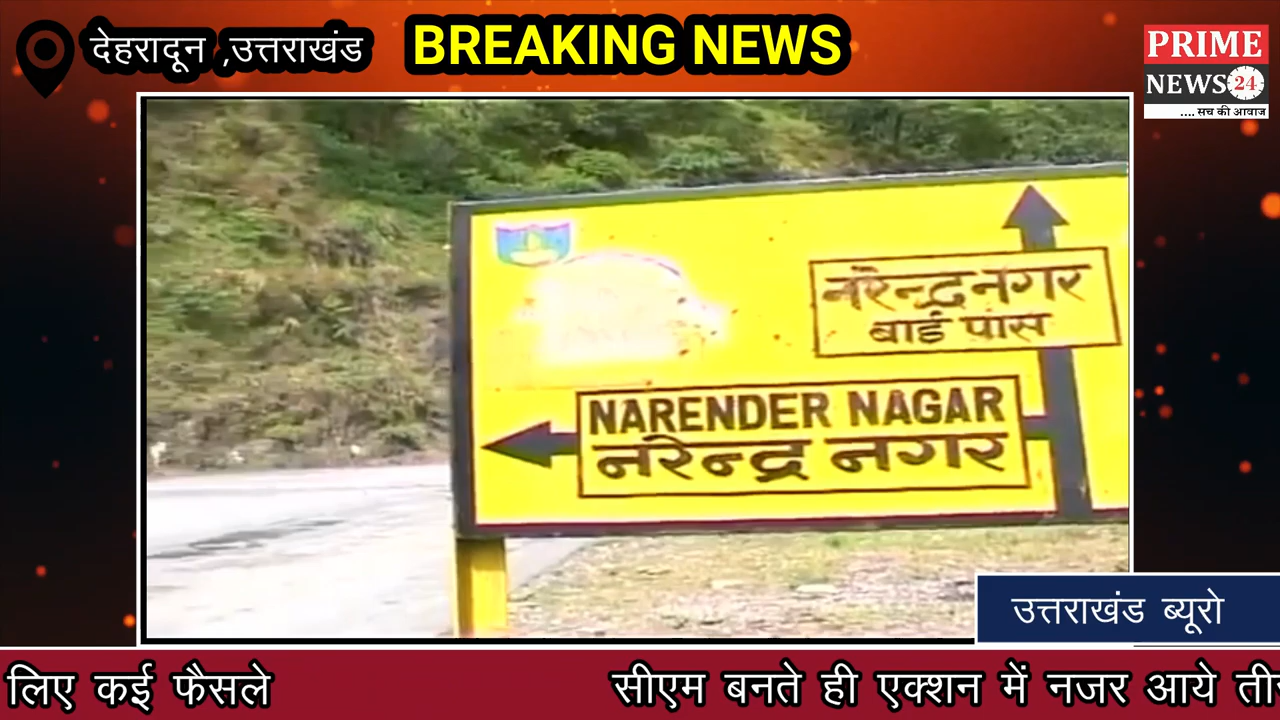 देहरादून ,उत्तराखंड
BREAKING NEWS
PRIME
NEWS 24
....सच की आवाज
नरेन्द्रनगर
बाई पास
NARENDER NAGAR
नरेन्द्र नगर
उत्तराखंड ब्यूरो
लिए कई फैसले सीएम बनते ही एक्शन में नजर आये